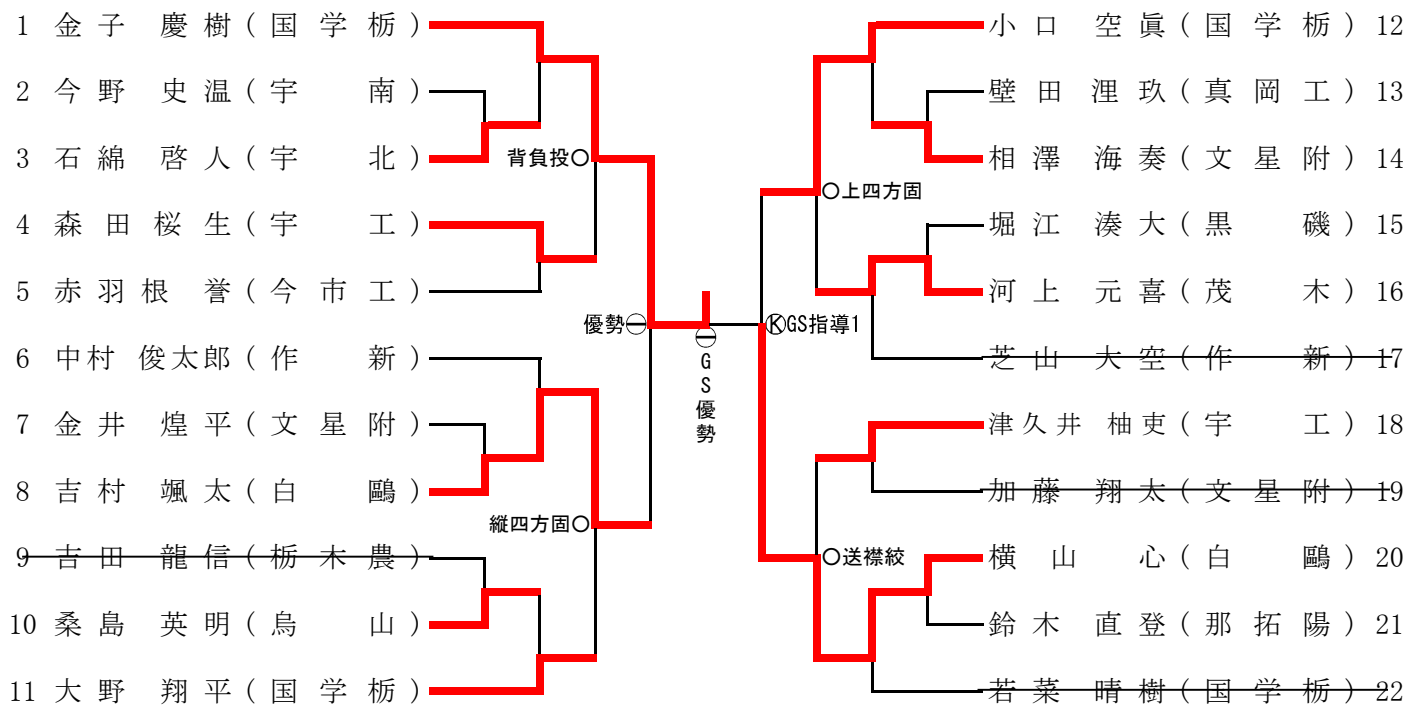 1 金子 慶樹(国学栃)
2 今野 史温(宇南)
3 石綿 啓人(宇北)
4 森田桜生(宇工)
5 赤羽根 誉(今市工)
6 中村 俊太郎(作新)
7 金井 煌平(文星附)
8 吉村 颯太(白鷗)
9 吉田 龍信(栃木農)
10 桑島 英明(烏山)
11 大野 翔平(国学栃)
背負投〇
優勢㊀
縦四方固〇
㊀GS優勢
〇上四方固
ⓀGS指導1
〇送襟絞
小口 空眞(国学栃) 12
壁田 浬玖(真岡工) 13
相澤 海奏(文星附) 14
堀江 湊大(黒磯) 15
河上 元喜(茂木) 16
芝山 大空(作新) 17
津久井 柚吏(宇工) 18
加藤 翔太(文星附) 19
横山 心(白鷗) 20
鈴木 直登(那拓陽) 21
若菜 晴樹(国学栃) 22